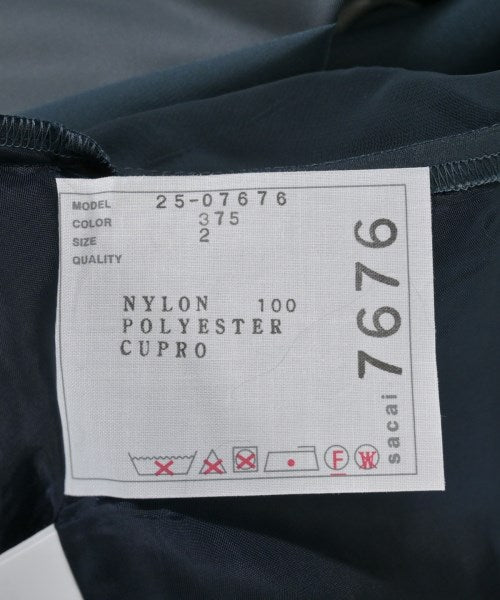 MODEL 25-07676
COLOR 375
SIZE 2
QUALITY
NYLON 100
POLYESTER
CUPRO
F
W
sacai 7676